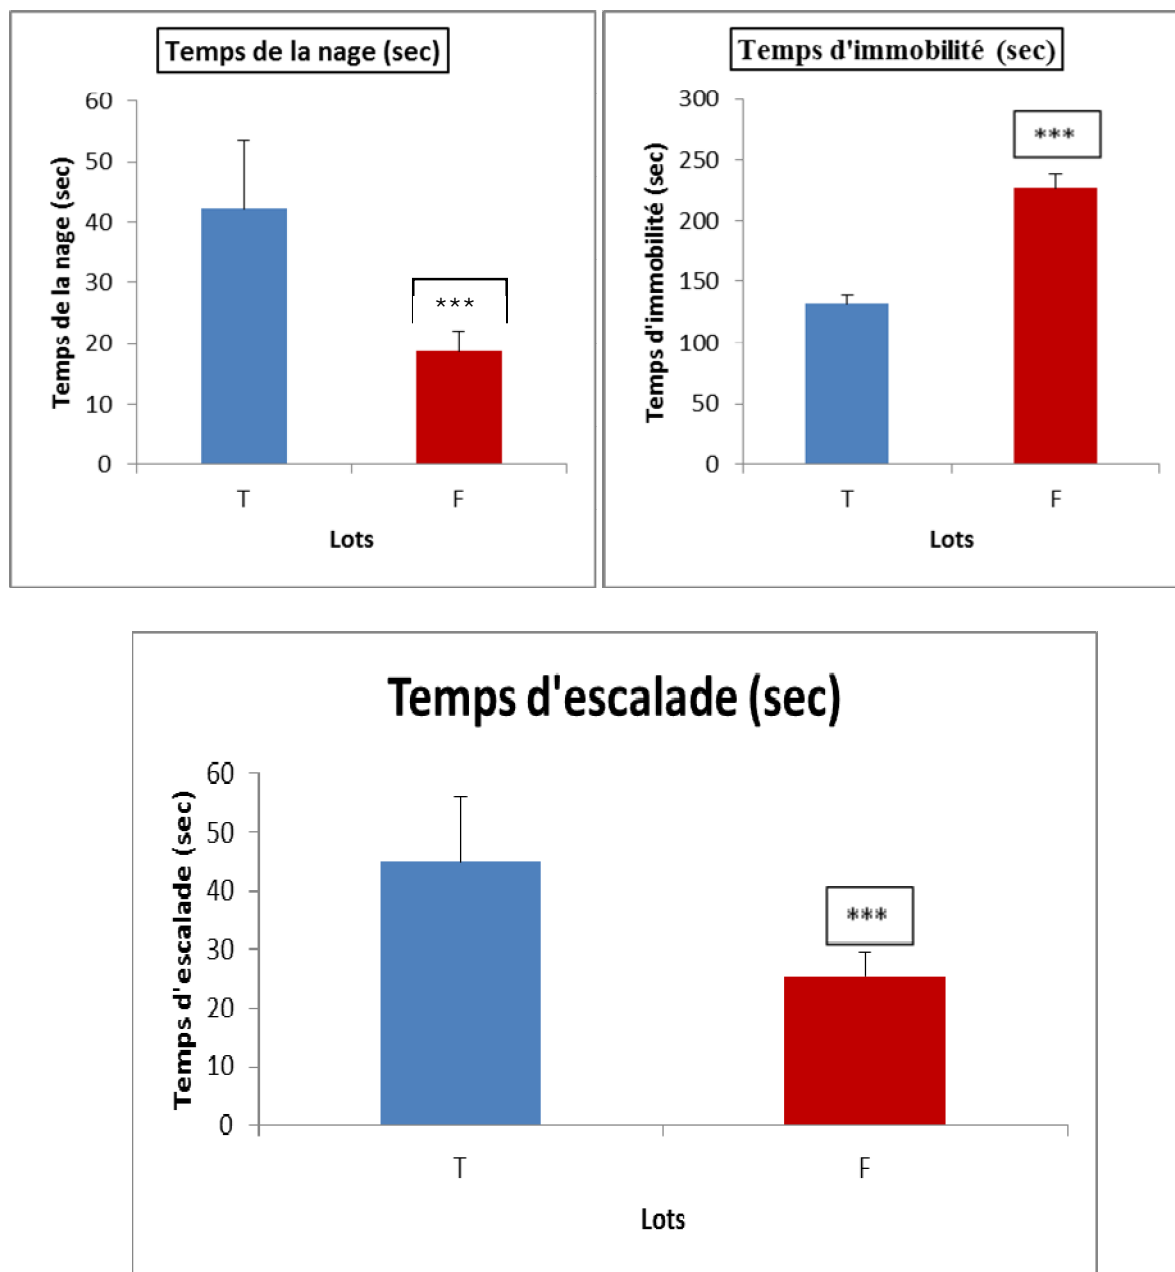 Temps de la nage (sec)
Temps de la nage (sec)
60
50
40
30
20
10
0
***
T
F
Lots
Temps d'immobilité (sec)
Temps d'immobilité (sec)
300
250
200
150
100
50
0
***
T
F
Lots
Temps d'escalade (sec)
Temps d'escalade (sec)
60
50
40
30
20
10
0
***
T
F
Lots